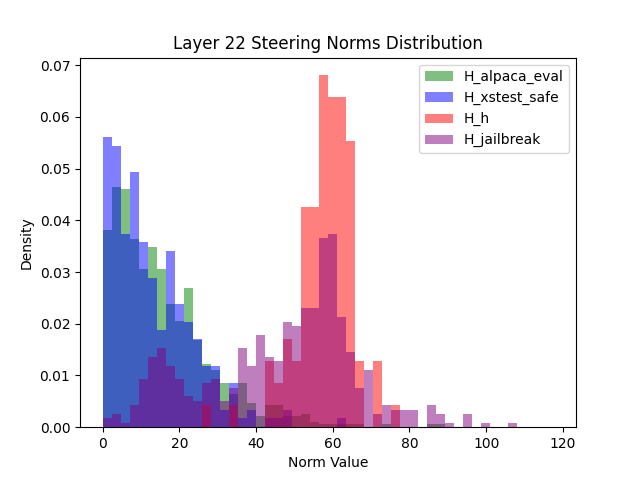 Layer 22 Steering Norms Distribution
H_alpaca_eval
H_xstest_safe
H_h
H_jailbreak
Density
0.07
0.06
0.05
0.04
0.03
0.02
0.01
0.00
0 20 40 60 80 100 120
Norm Value